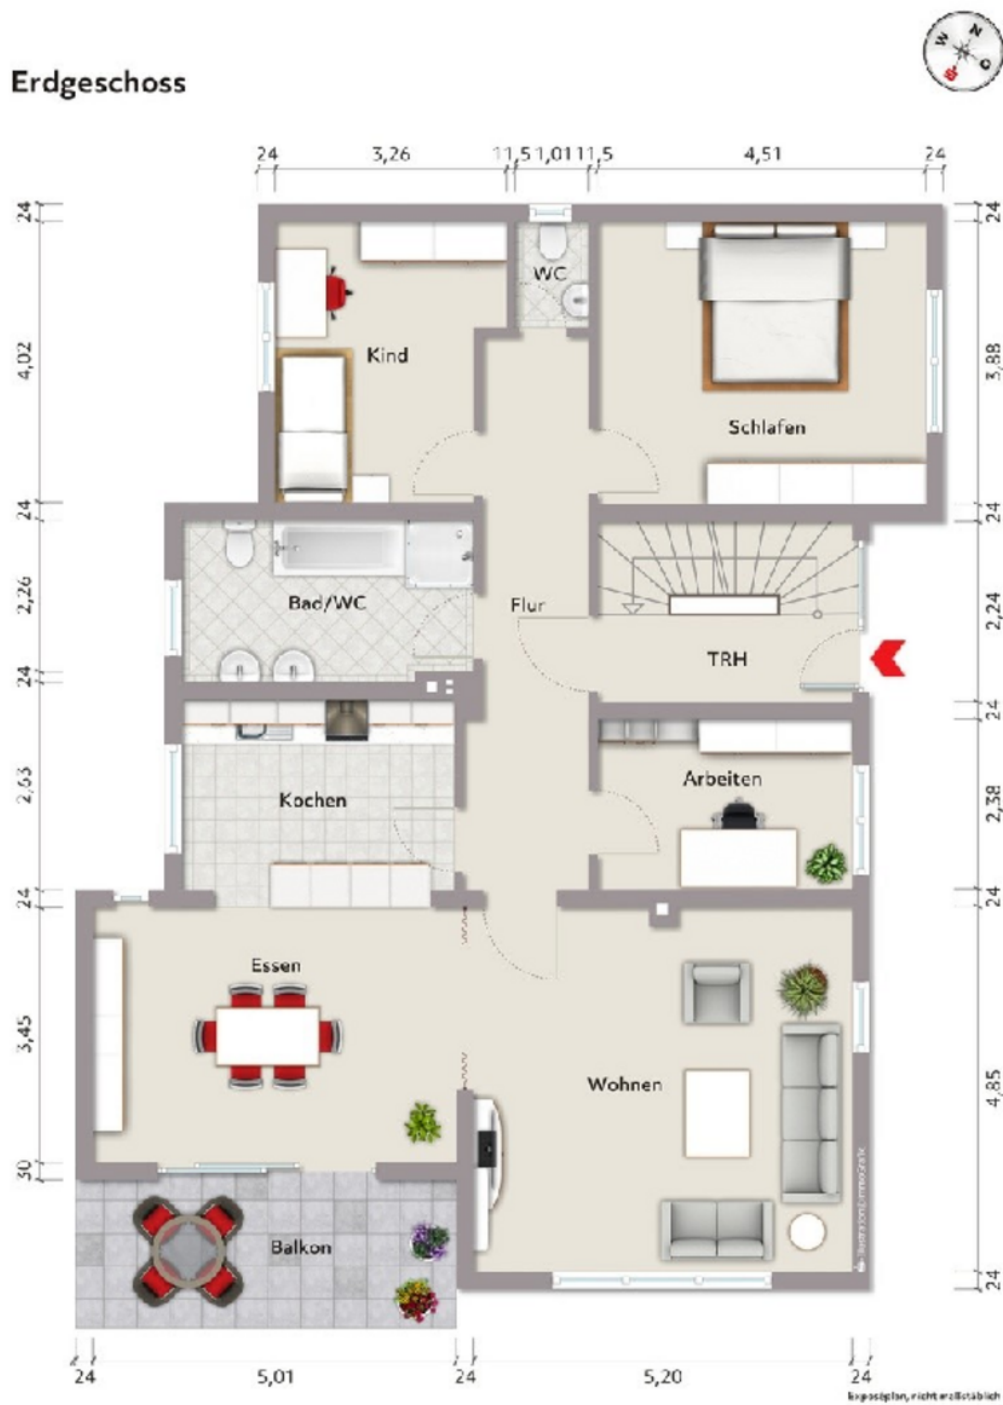 Erdgeschoss
W N O S
24 3,26 11,5 1,01 11,5 4,51 24
24
4,02
24
2,26
24
2,63
24
3,45
30
WC
Kind
Schlafen
Bad/WC
Flur
TRH
Kochen
Arbeiten
Essen
Wohnen
Balkon
24
3,88
24
2,24
24
2,38
24
4,85
24
24 5,01 24 5,20 24
Exposéplan, nicht maßstäblich